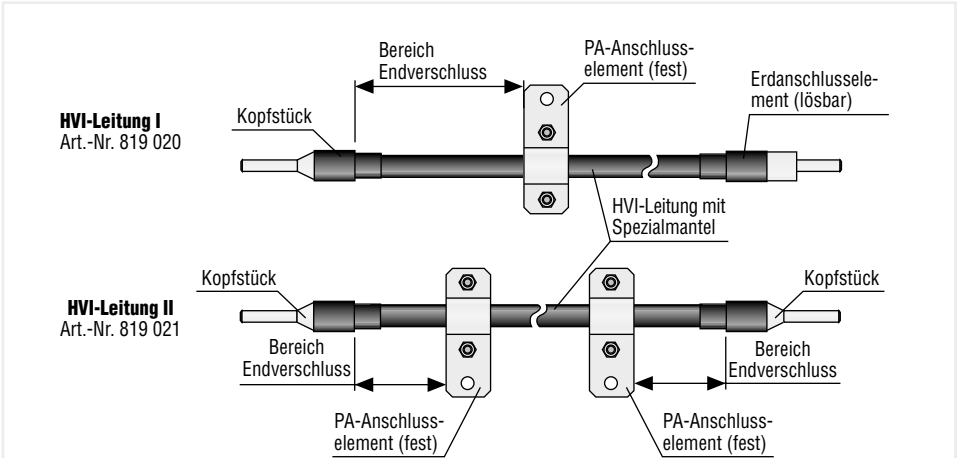 Bereich
Endverschluss
PA-Anschluss-
element (fest)
Erdanschlussele-
ment (lösbar)
HVI-Leitung I
Art.-Nr. 819 020
Kopfstück
HVI-Leitung mit
Spezialmantel
Kopfstück
Kopfstück
HVI-Leitung II
Art.-Nr. 819 021
Bereich
Endverschluss
Bereich
Endverschluss
PA-Anschluss-
element (fest)
PA-Anschluss-
element (fest)